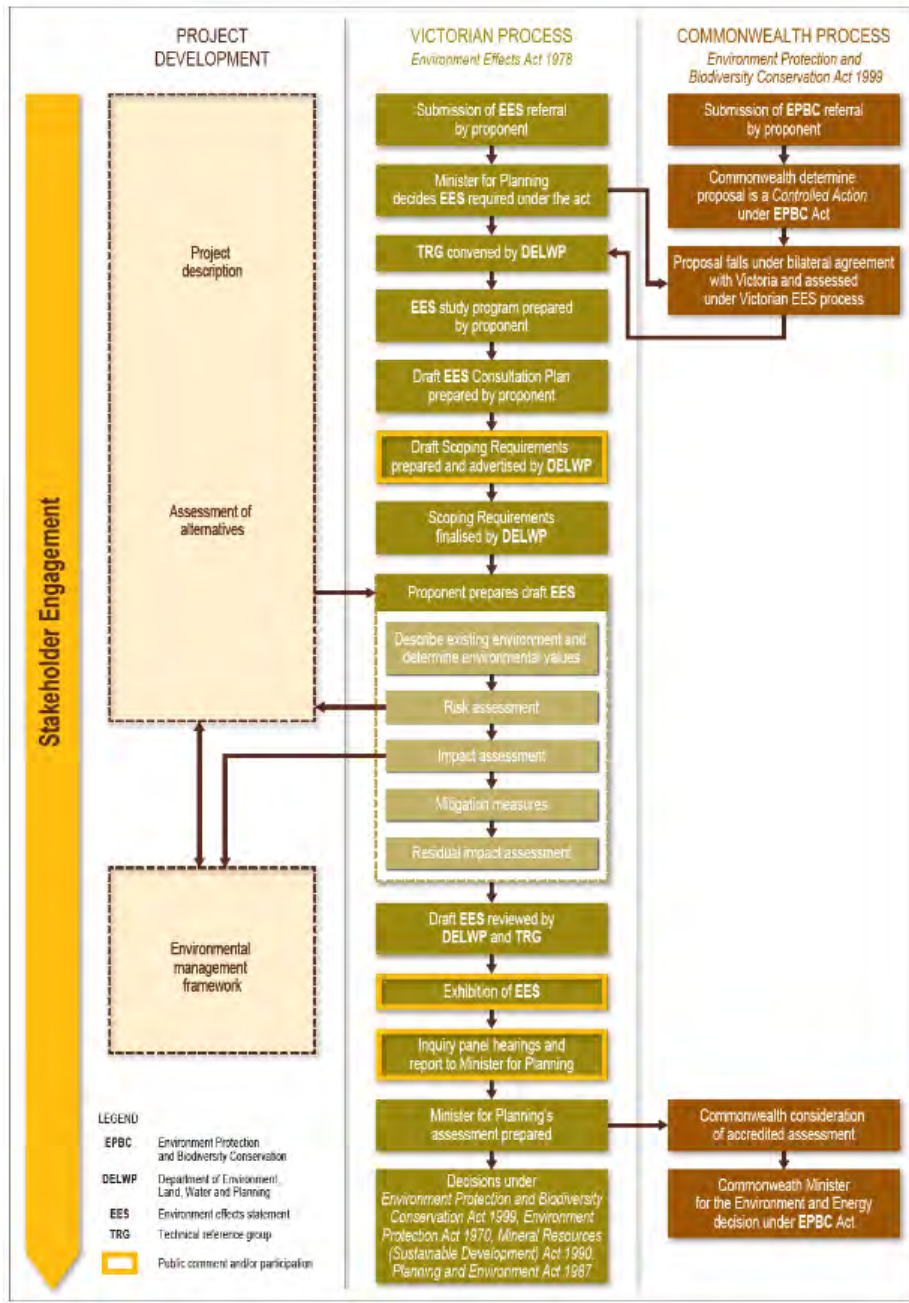 PROJECT
DEVELOPMENT
VICTORIAN PROCESS
Environment Effects Act 1978
COMMONWEALTH PROCESS
Environment Protection and
Biodiversity Conservation Act 1999
Stakeholder Engagement
Project
description
Assessment of
alternatives
Environmental
management
framework
Submission of EES referral
by proponent
Minister for Planning
decides EES required under the act
TRG convened by DELWP
EES study program prepared
by proponent
Draft EES Consultation Plan
prepared by proponent
Draft Scoping Requirements
prepared and advertised by DELWP
Scoping Requirements
finalised by DELWP
Proponent prepares draft EES
Describe existing environment and
determine environmental values
Risk assessment
Impact assessment
Mitigation measures
Residual impact assessment
Draft EES reviewed by
DELWP and TRG
Exhibition of EES
Inquiry panel hearings and
report to Minister for Planning
Minister for Planning's
assessment prepared
Decisions under
Environment Protection and Biodiversity
Conservation Act 1999, Environment
Protection Act 1970, Mineral Resources
(Sustainable Development) Act 1990,
Planning and Environment Act 1987
Submission of EPBC referral
by proponent
Commonwealth determine
proposal is a Controlled Action
under EPBC Act
Proposal falls under bilateral agreement
with Victoria and assessed
under Victorian EES process
Commonwealth consideration
of accredited assessment
Commonweath Minister
for the Environment and Energy
decision under EPBC Act
LEGEND
EPBC Environment Protection
and Biodiversity Conservation
DELWP Department of Environment,
Land, Water and Planning
EES Environment effects statement
TRG Technical reference group
Public comment and/or participation